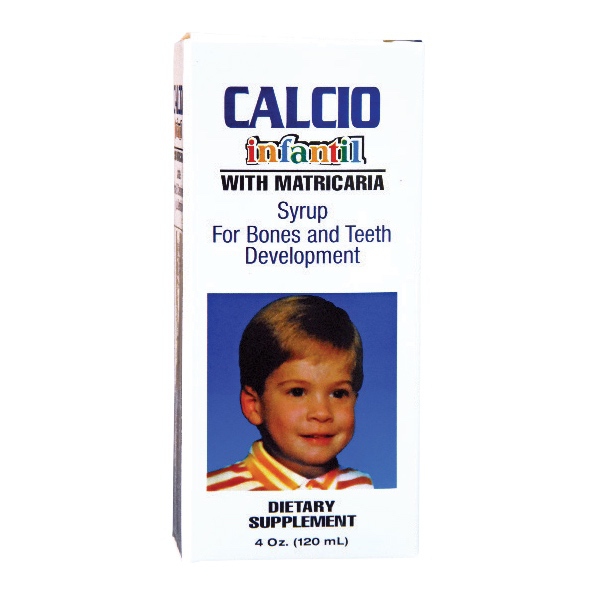 CALCIO
infantil
WITH MATRICARIA
Syrup
For Bones and Teeth
Development
DIETARY
SUPPLEMENT
4 Oz. (120 mL)